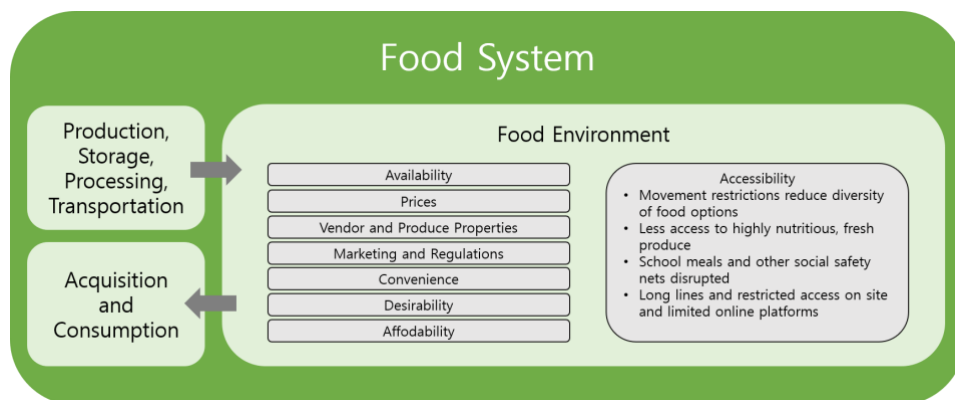 Food System
Production,
Storage,
Processing,
Transportation
Acquisition
and
Consumption
Food Environment
Availability
Prices
Vendor and Produce Properties
Marketing and Regulations
Convenience
Desirability
Affodability
Accessibility
• Movement restrictions reduce diversity
of food options
• Less access to highly nutritious, fresh
produce
• School meals and other social safety
nets disrupted
• Long lines and restricted access on site
and limited online platforms